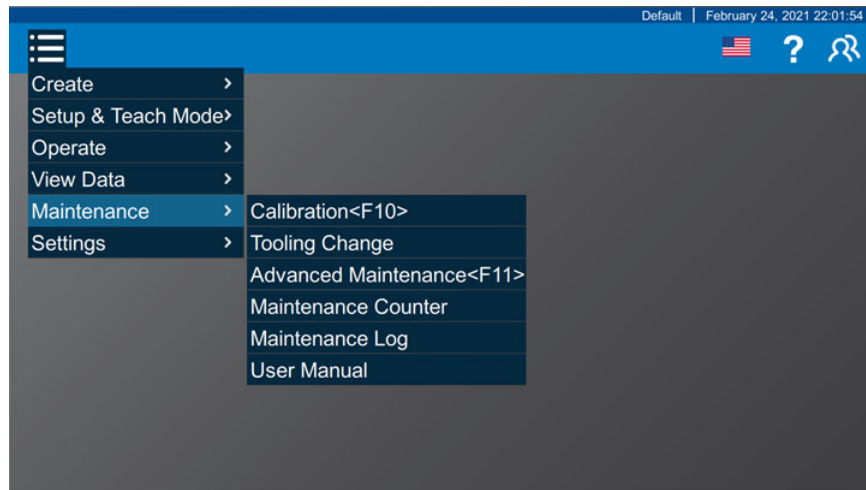 Default | February 24, 2021 22:01:54
?
Create >
Setup & Teach Mode>
Operate >
View Data >
Maintenance >
Settings >
Calibration<F10>
Tooling Change
Advanced Maintenance<F11>
Maintenance Counter
Maintenance Log
User Manual